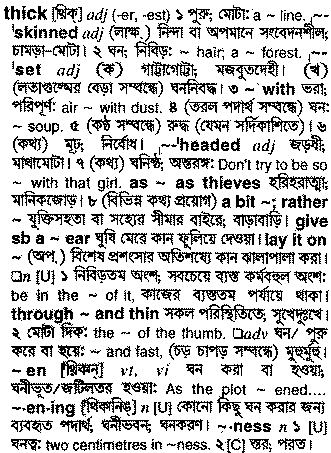 thick [থিক্] adj (-er, -est) ১ পুরু; মোটা: a ~ line. ,~-
'skinned adj (লাক্ষ.) নিন্দা বা অপমানে সংবেদনশীল;
চামড়া-মোটা। ২ ঘন; নিবিড়: ~ hair; a ~ forest. ,~-
'set adj (ক) গাট্টাগোট্টা; মজবুতদেহী। (খ)
(লতাগুল্মের বেড়া সম্বন্ধে) ঘননিবদ্ধ। ৩ ~ with ভরা;
পরিপূর্ণ: air ~ with dust. ৪ (তরল পদার্থ সম্বন্ধে) ঘন:
~ soup. ৫ (কণ্ঠ সম্বন্ধে) রুদ্ধ (যেমন সর্দিকাশিতে)। ৬
(কথ্য) মূঢ়; নির্বোধ। ,~-'headed adj জড়ধী;
মাথামোটা। ৭ (কথ্য) ঘনিষ্ঠ; অন্তরঙ্গ: Don't try to be so
~ with that girl. as ~ as thieves হরিহরাত্মা;
মানিকজোড়। ৮ (বিভিন্ন কথ্য প্রয়োগ) a bit ~; rather
~ যুক্তিসহতা বা সহ্যের সীমার বাইরে; বাড়াবাড়ি। give
sb a ~ ear ঘুষি মেরে কান ফুলিয়ে দেওয়া। lay it on
~ (অপ.) বিশেষ প্রশংসার অতিশয্যে কান ঝালাপালা করা।
□n [U] ১ নিবিড়তম অংশ; সবচেয়ে ব্যস্ত কর্মবহুল অংশ:
be in the ~ of it, কাজের ব্যস্ততম পর্যায়ে থাকা।
through ~ and thin সকল পরিস্থিতিতে; সুখেদুঃখে।
২ মোটা দিক: the ~ of the thumb. □adv ঘন/ পুরু
করে বা হয়ে: ~ and fast, (চড় চাপড় সম্বন্ধে) মুহুর্মুহু।
~·en [থিকন্] vt, vi ঘন করা বা হওয়া;
ঘনীভূত/জটিলতর হওয়া: As the plot ~ ened....
~·en·ing [থিকনিঙ্] n [U] কোনো কিছু ঘন করার জন্য
ব্যবহৃত পদার্থ, ঘনীভবন; ঘনকরণ। ~·ness n [U] ১
ঘনত্ব: two centimetres in ~ness. ২ [C] স্তর; পরত।